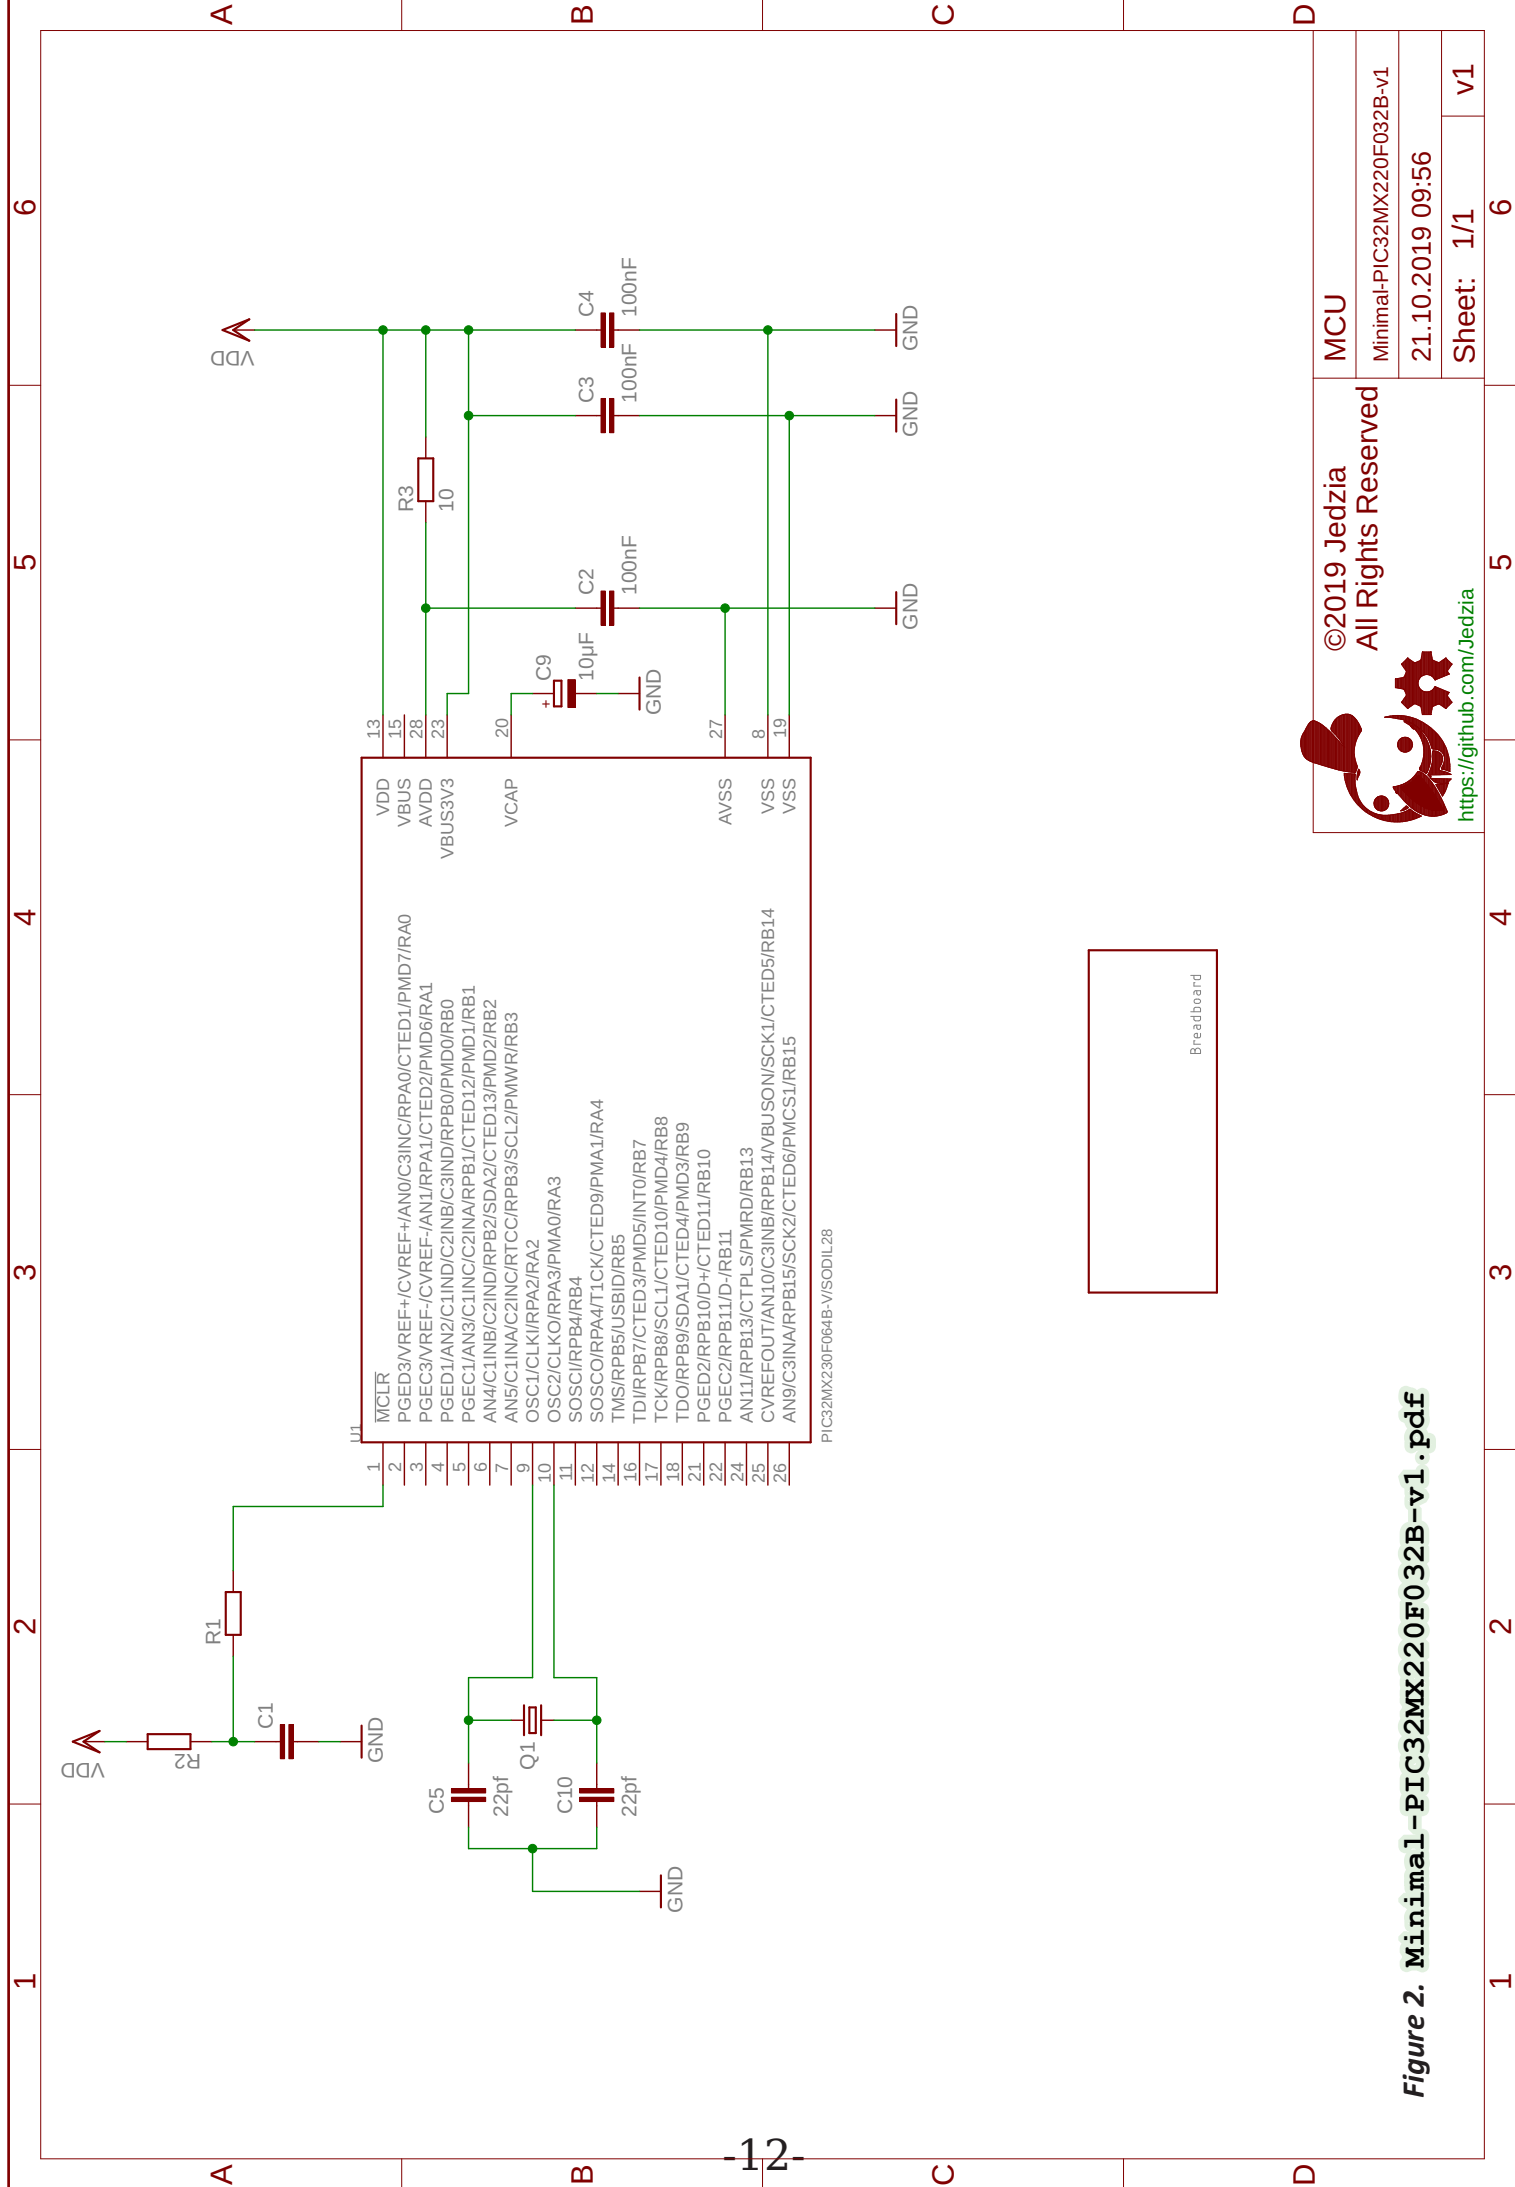 1
2
3
4
5
6
A
B
C
D
VDD
R2
R1
C1
GND
C5
22pf
Q1
C10
22pf
GND
U1
1
2
3
4
5
6
7
9
10
11
12
14
16
17
18
21
22
24
25
26
MCLR
PGED3/VREF+/CVREF+/AN0/C3INC/RPA0/CTED1/PMD7/RA0
PGEC3/VREF-/CVREF-/AN1/RPA1/CTED2/PMD6/RA1
PGED1/AN2/C1IND/C2INB/C3IND/RPB0/PMD0/RB0
PGEC1/AN3/C1INC/C2INA/RPB1/CTED12/PMD1/RB1
AN4/C1INB/C2IND/RPB2/SDA2/CTED13/PMD2/RB2
AN5/C1INA/C2INC/RTCC/RPB3/SCL2/PMWR/RB3
OSC1/CLKI/RPA2/RA2
OSC2/CLKO/RPA3/PMA0/RA3
SOSCI/RPB4/RB4
SOSCO/RPA4/T1CK/CTED9/PMA1/RA4
TMS/RPB5/USBID/RB5
TDI/RPB7/CTED3/PMD5/INT0/RB7
TCK/RPB8/SCL1/CTED10/PMD4/RB8
TDO/RPB9/SDA1/CTED4/PMD3/RB9
PGED2/RPB10/D+/CTED11/RB10
PGEC2/RPB11/D-/RB11
AN11/RPB13/CTPLS/PMRD/RB13
CVREFOUT/AN10/C3INB/RPB14/VBUSON/SCK1/CTED5/RB14
AN9/C3INA/RPB15/SCK2/CTED6/PMCS1/RB15
PIC32MX230F064B-V/SODIL28
VDD
VBUS
AVDD
VBUS3V3
VCAP
AVSS
VSS
VSS
13
15
28
23
20
27
8
19
VDD
R3
10
C9
+
10µF
GND
C2
100nF
GND
C3
100nF
GND
C4
100nF
GND
Breadboard
©2019 Jedzia
All Rights Reserved
https://github.com/Jedzia
MCU
Minimal-PIC32MX220F032B-v1
21.10.2019 09:56
Sheet: 1/1
v1
Figure 2. Minimal-PIC32MX220F032B-v1.pdf
A
B
C
D
1
2
3
4
5
6
-12-